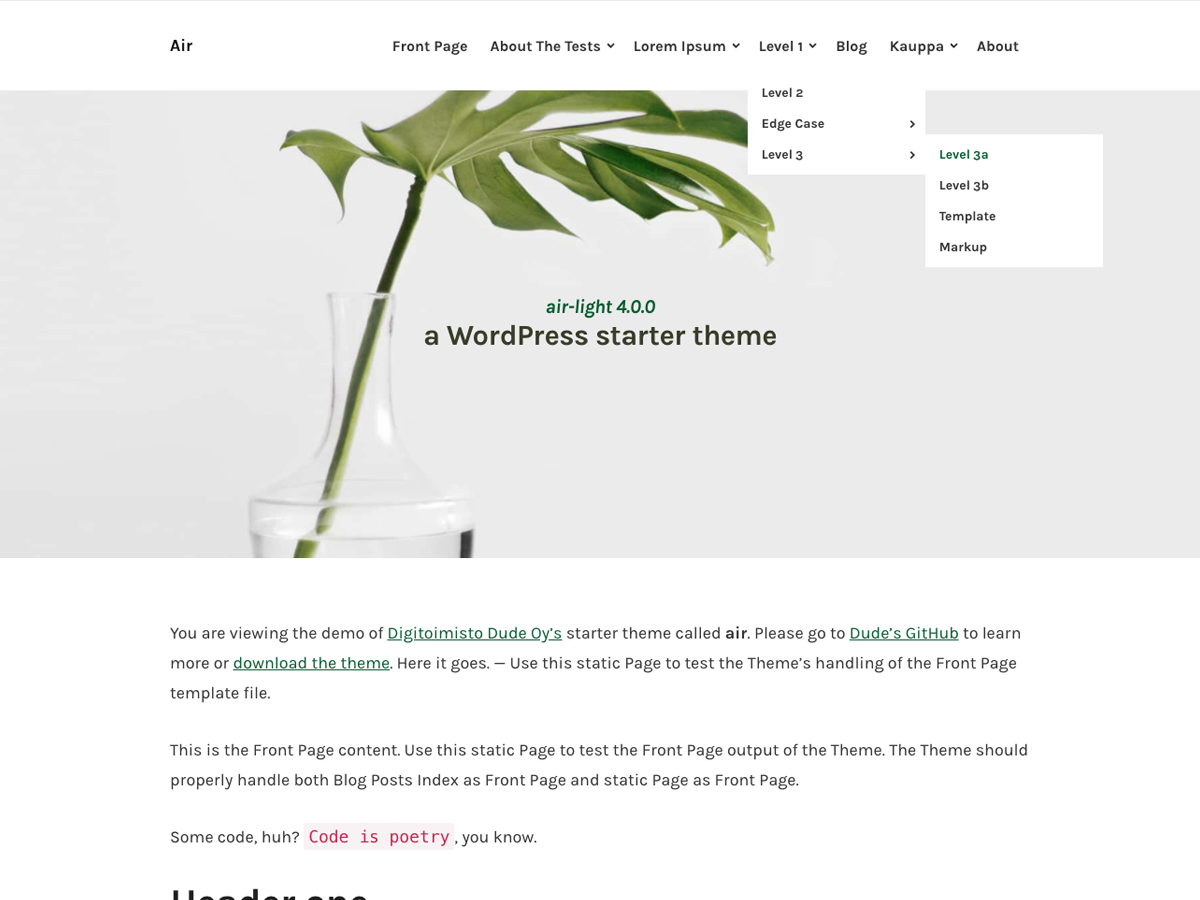 Air
Front Page About The Tests Lorem Ipsum Level 1 Blog Kauppa About
Level 2
Edge Case
Level 3
Level 3a
Level 3b
Template
Markup
air-light 4.0.0
a WordPress starter theme
You are viewing the demo of Digitoimisto Dude Oy’s starter theme called air. Please go to Dude’s GitHub to learn
more or download the theme. Here it goes. — Use this static Page to test the Theme’s handling of the Front Page
template file.
This is the Front Page content. Use this static Page to test the Front Page output of the Theme. The Theme should
properly handle both Blog Posts Index as Front Page and static Page as Front Page.
Some code, huh? Code is poetry, you know.
Header one